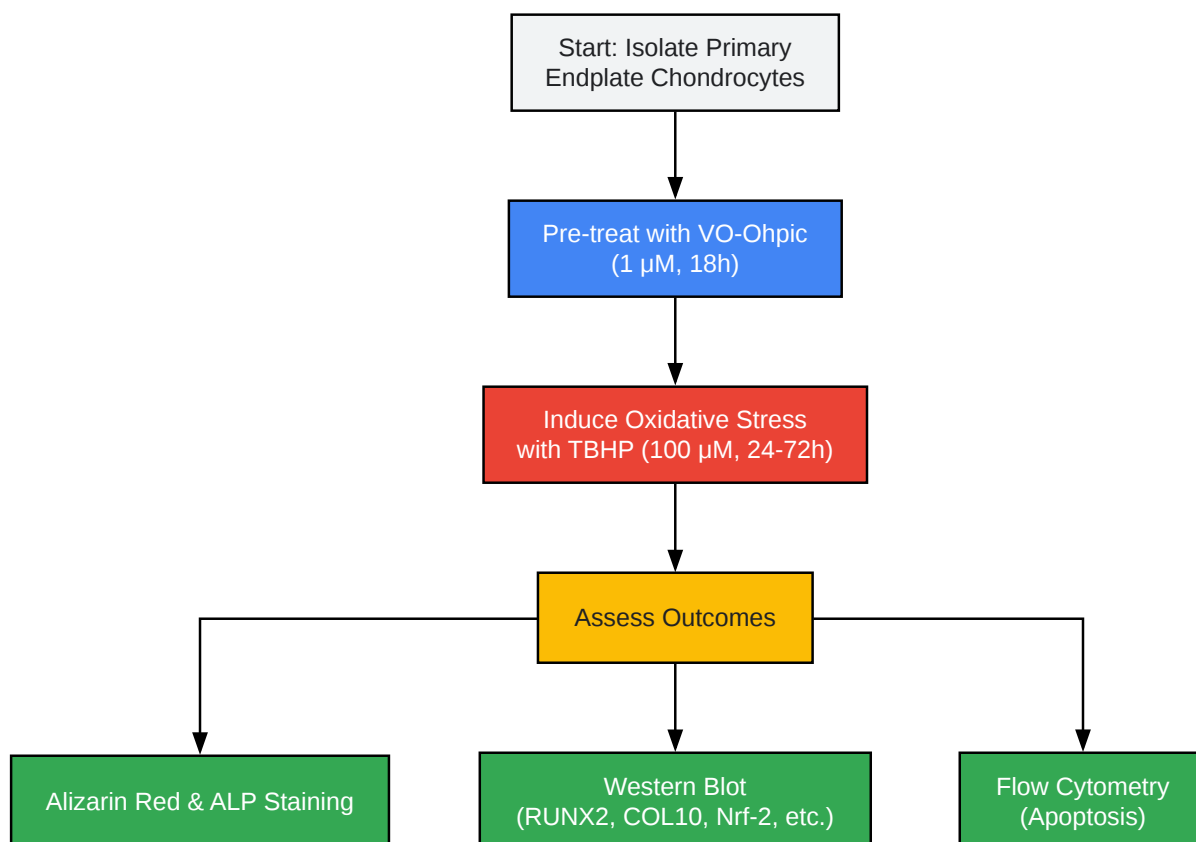 Start: Isolate Primary
Endplate Chondrocytes
Pre-treat with VO-Ohpic
(1 μM, 18h)
Induce Oxidative Stress
with TBHP (100 μM, 24-72h)
Assess Outcomes
Alizarin Red & ALP Staining
Western Blot
(RUNX2, COL10, Nrf-2, etc.)
Flow Cytometry
(Apoptosis)